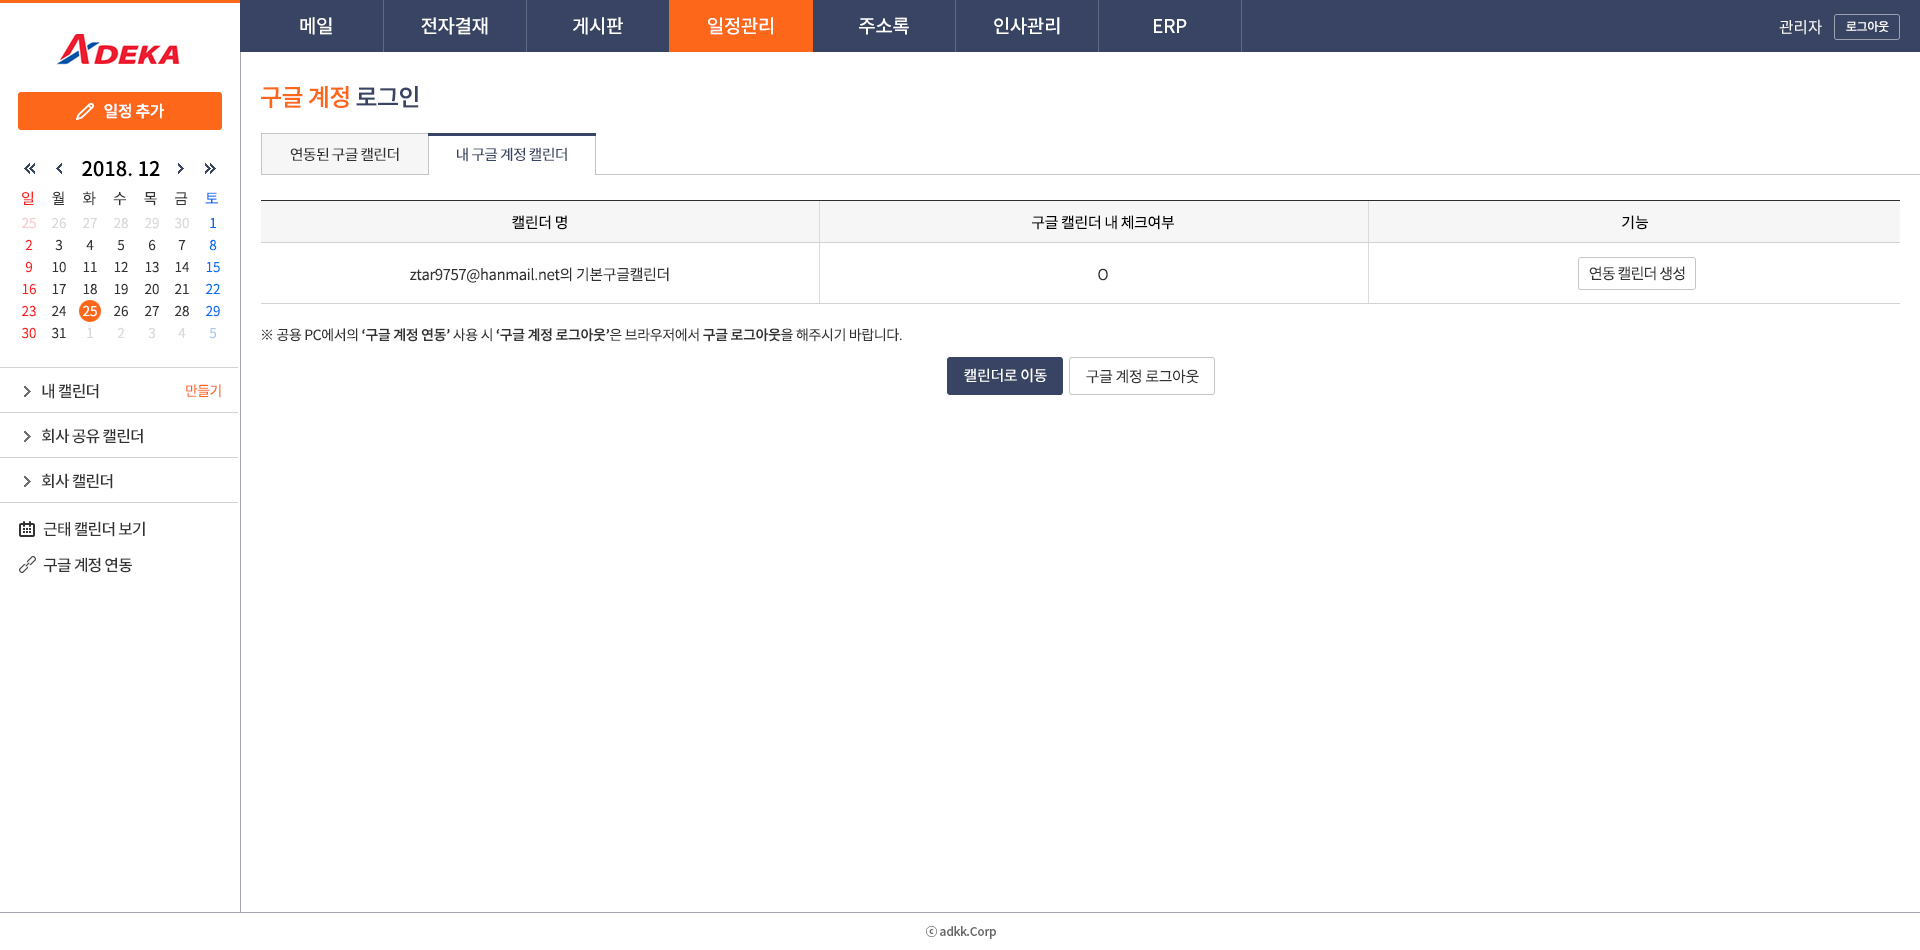 ADEKA
메일 전자결재 게시판 일정관리 주소록 인사관리 ERP 관리자 로그아웃
일정 추가
2018. 12
일 월 화 수 목 금 토
25 26 27 28 29 30 1
2 3 4 5 6 7 8
9 10 11 12 13 14 15
16 17 18 19 20 21 22
23 24 25 26 27 28 29
30 31 1 2 3 4 5
내 캘린더 만들기
회사 공유 캘린더
회사 캘린더
근태 캘린더 보기
구글 계정 연동
구글 계정 로그인
연동된 구글 캘린더 내 구글 계정 캘린더
캘린더 명 구글 캘린더 내 체크여부 기능
ztar9757@hanmail.net의 기본구글캘린더 O 연동 캘린더 생성
※ 공용 PC에서의 ‘구글 계정 연동’ 사용 시 ‘구글 계정 로그아웃’은 브라우저에서 구글 로그아웃을 해주시기 바랍니다.
캘린더로 이동 구글 계정 로그아웃
ⓒ adkk.Corp